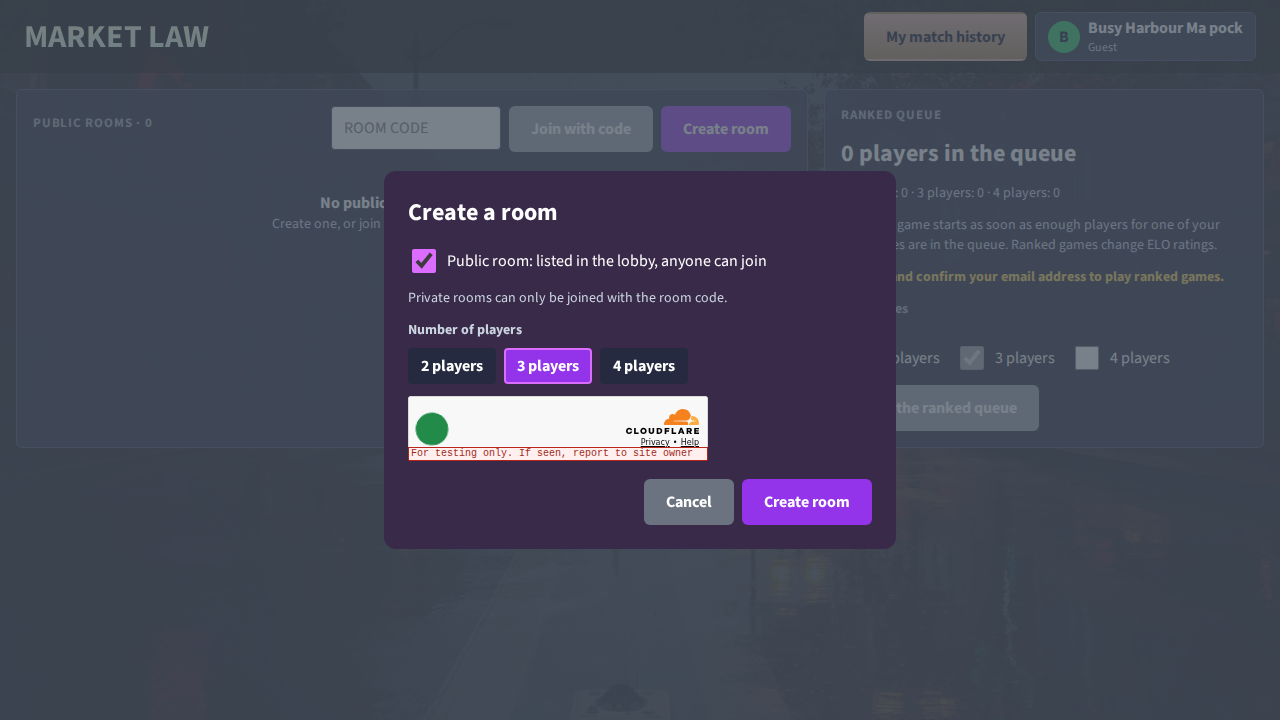 MARKET LAW
My match history
B
Busy Harbour Ma pock
Guest
PUBLIC ROOMS · 0
ROOM CODE
Join with code
Create room
No public
Create one, or join
RANKED QUEUE
0 players in the queue
: 0 · 3 players: 0 · 4 players: 0
game starts as soon as enough players for one of your
are in the queue. Ranked games change ELO ratings.
and confirm your email address to play ranked games.
3 players
4 players
the ranked queue
Create a room
Public room: listed in the lobby, anyone can join
Private rooms can only be joined with the room code.
Number of players
2 players
3 players
4 players
CLOUDFLARE
Privacy • Help
For testing only. If seen, report to site owner
Cancel
Create room